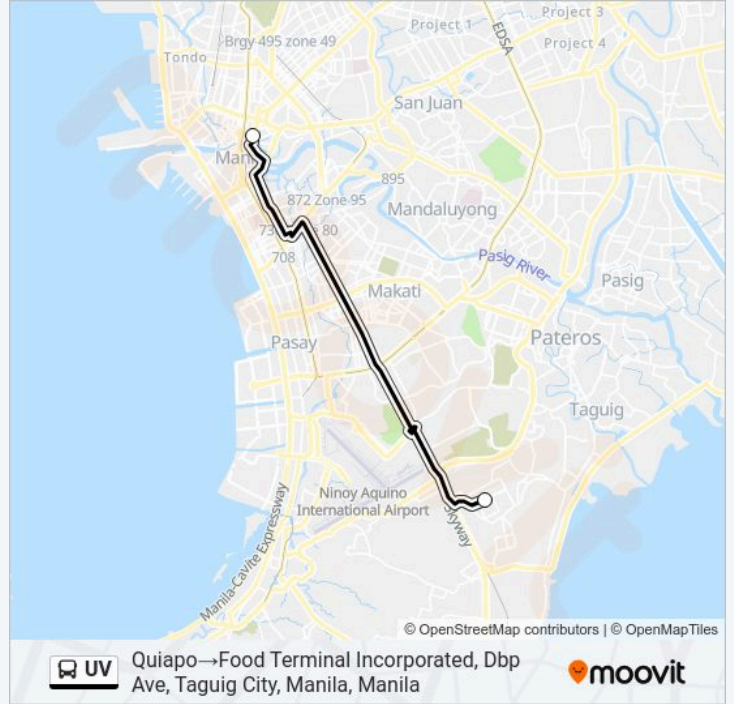 Project 3
Project 1
EDSA
Project 4
Brgy 495 zone 49
Tondo
San Juan
895
872 Zone 95
Mandaluyong
80
708
Pasig River
Pasig
Makati
Pateros
Pasay
Taguig
Ninoy Aquino
International Airport
Skyway
Manila-Cavite Expressway
© OpenStreetMap contributors | © OpenMapTiles
UV
Quiapo→Food Terminal Incorporated, Dbp
Ave, Taguig City, Manila, Manila
moovit